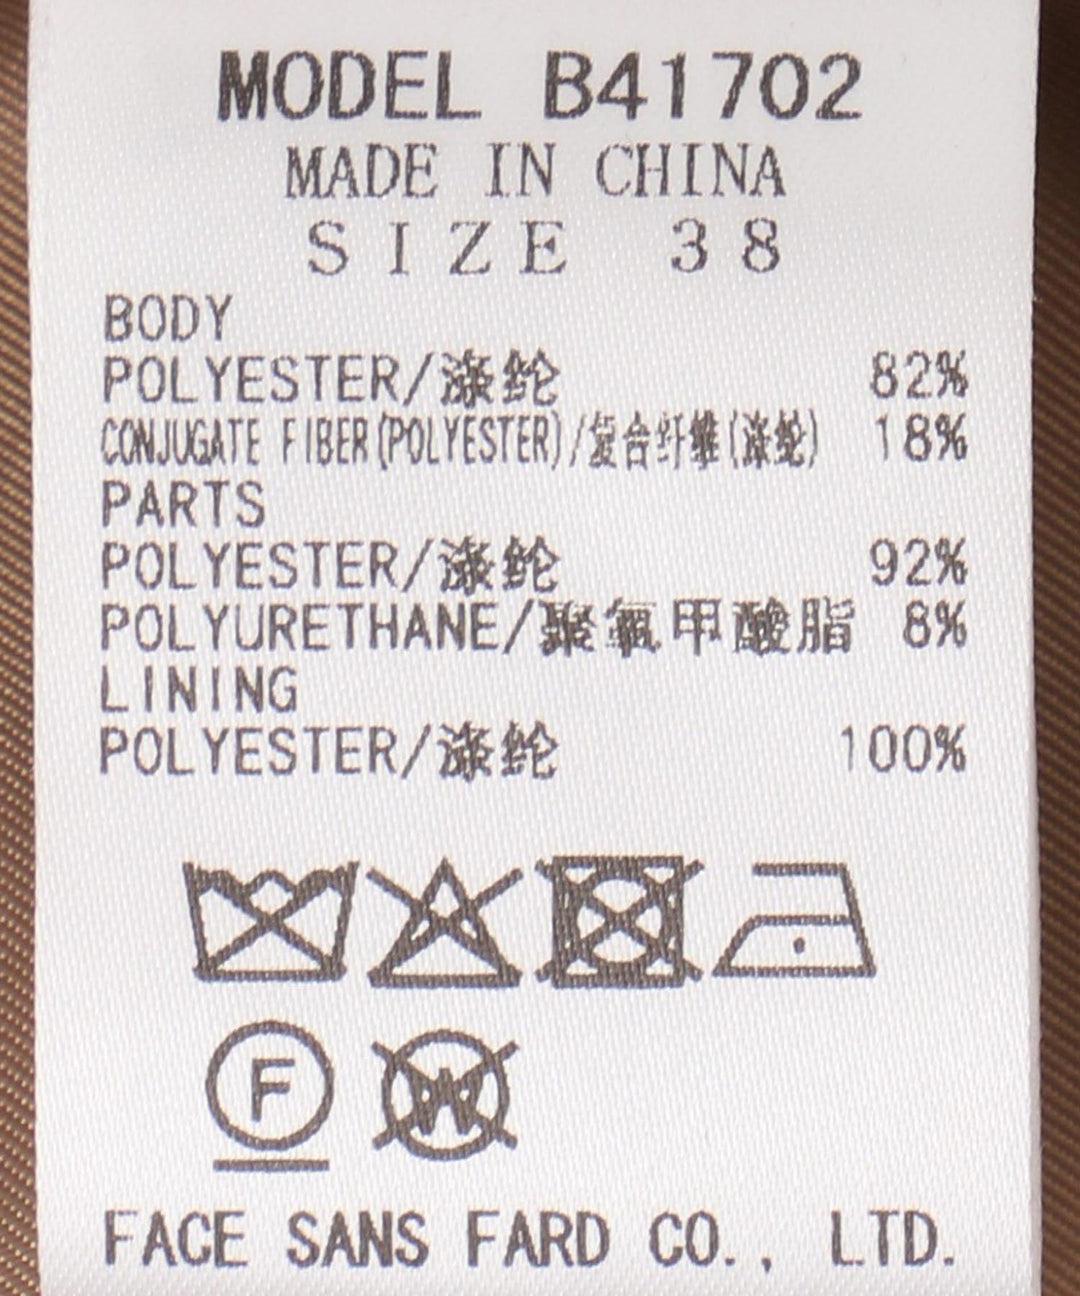 MODEL B41702
MADE IN CHINA
SIZE 38
BODY
POLYESTER/涤纶 82%
CONJUGATE FIBER(POLYESTER)/复合纤维(涤纶) 18%
PARTS
POLYESTER/涤纶 92%
POLYURETHANE/聚氨甲酸脂 8%
LINING
POLYESTER/涤纶 100%
F W
FACE SANS FARD CO., LTD.